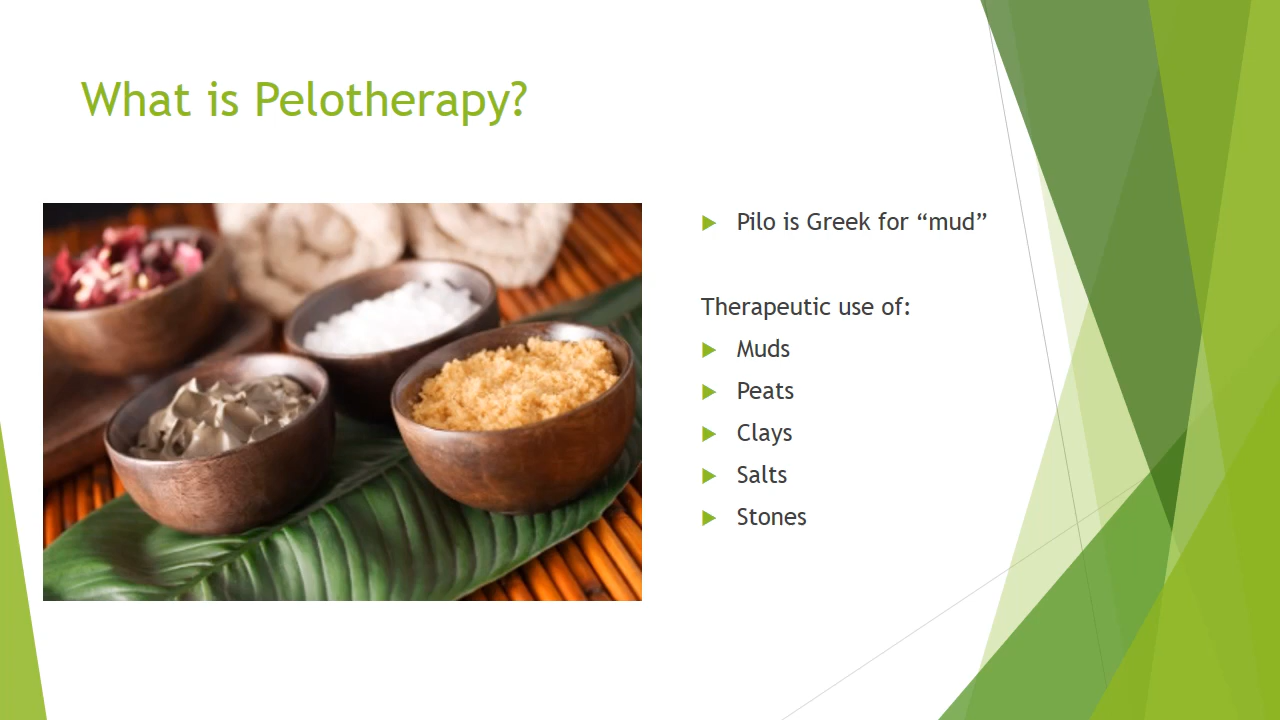 What is Pelotherapy?
Pilo is Greek for “mud”
Therapeutic use of:
Muds
Peats
Clays
Salts
Stones